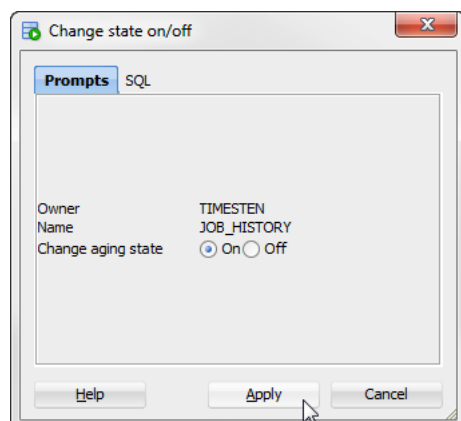 Change state on/off
Prompts SQL
Owner TIMESTEN
Name JOB_HISTORY
Change aging state On Off
Help Apply Cancel